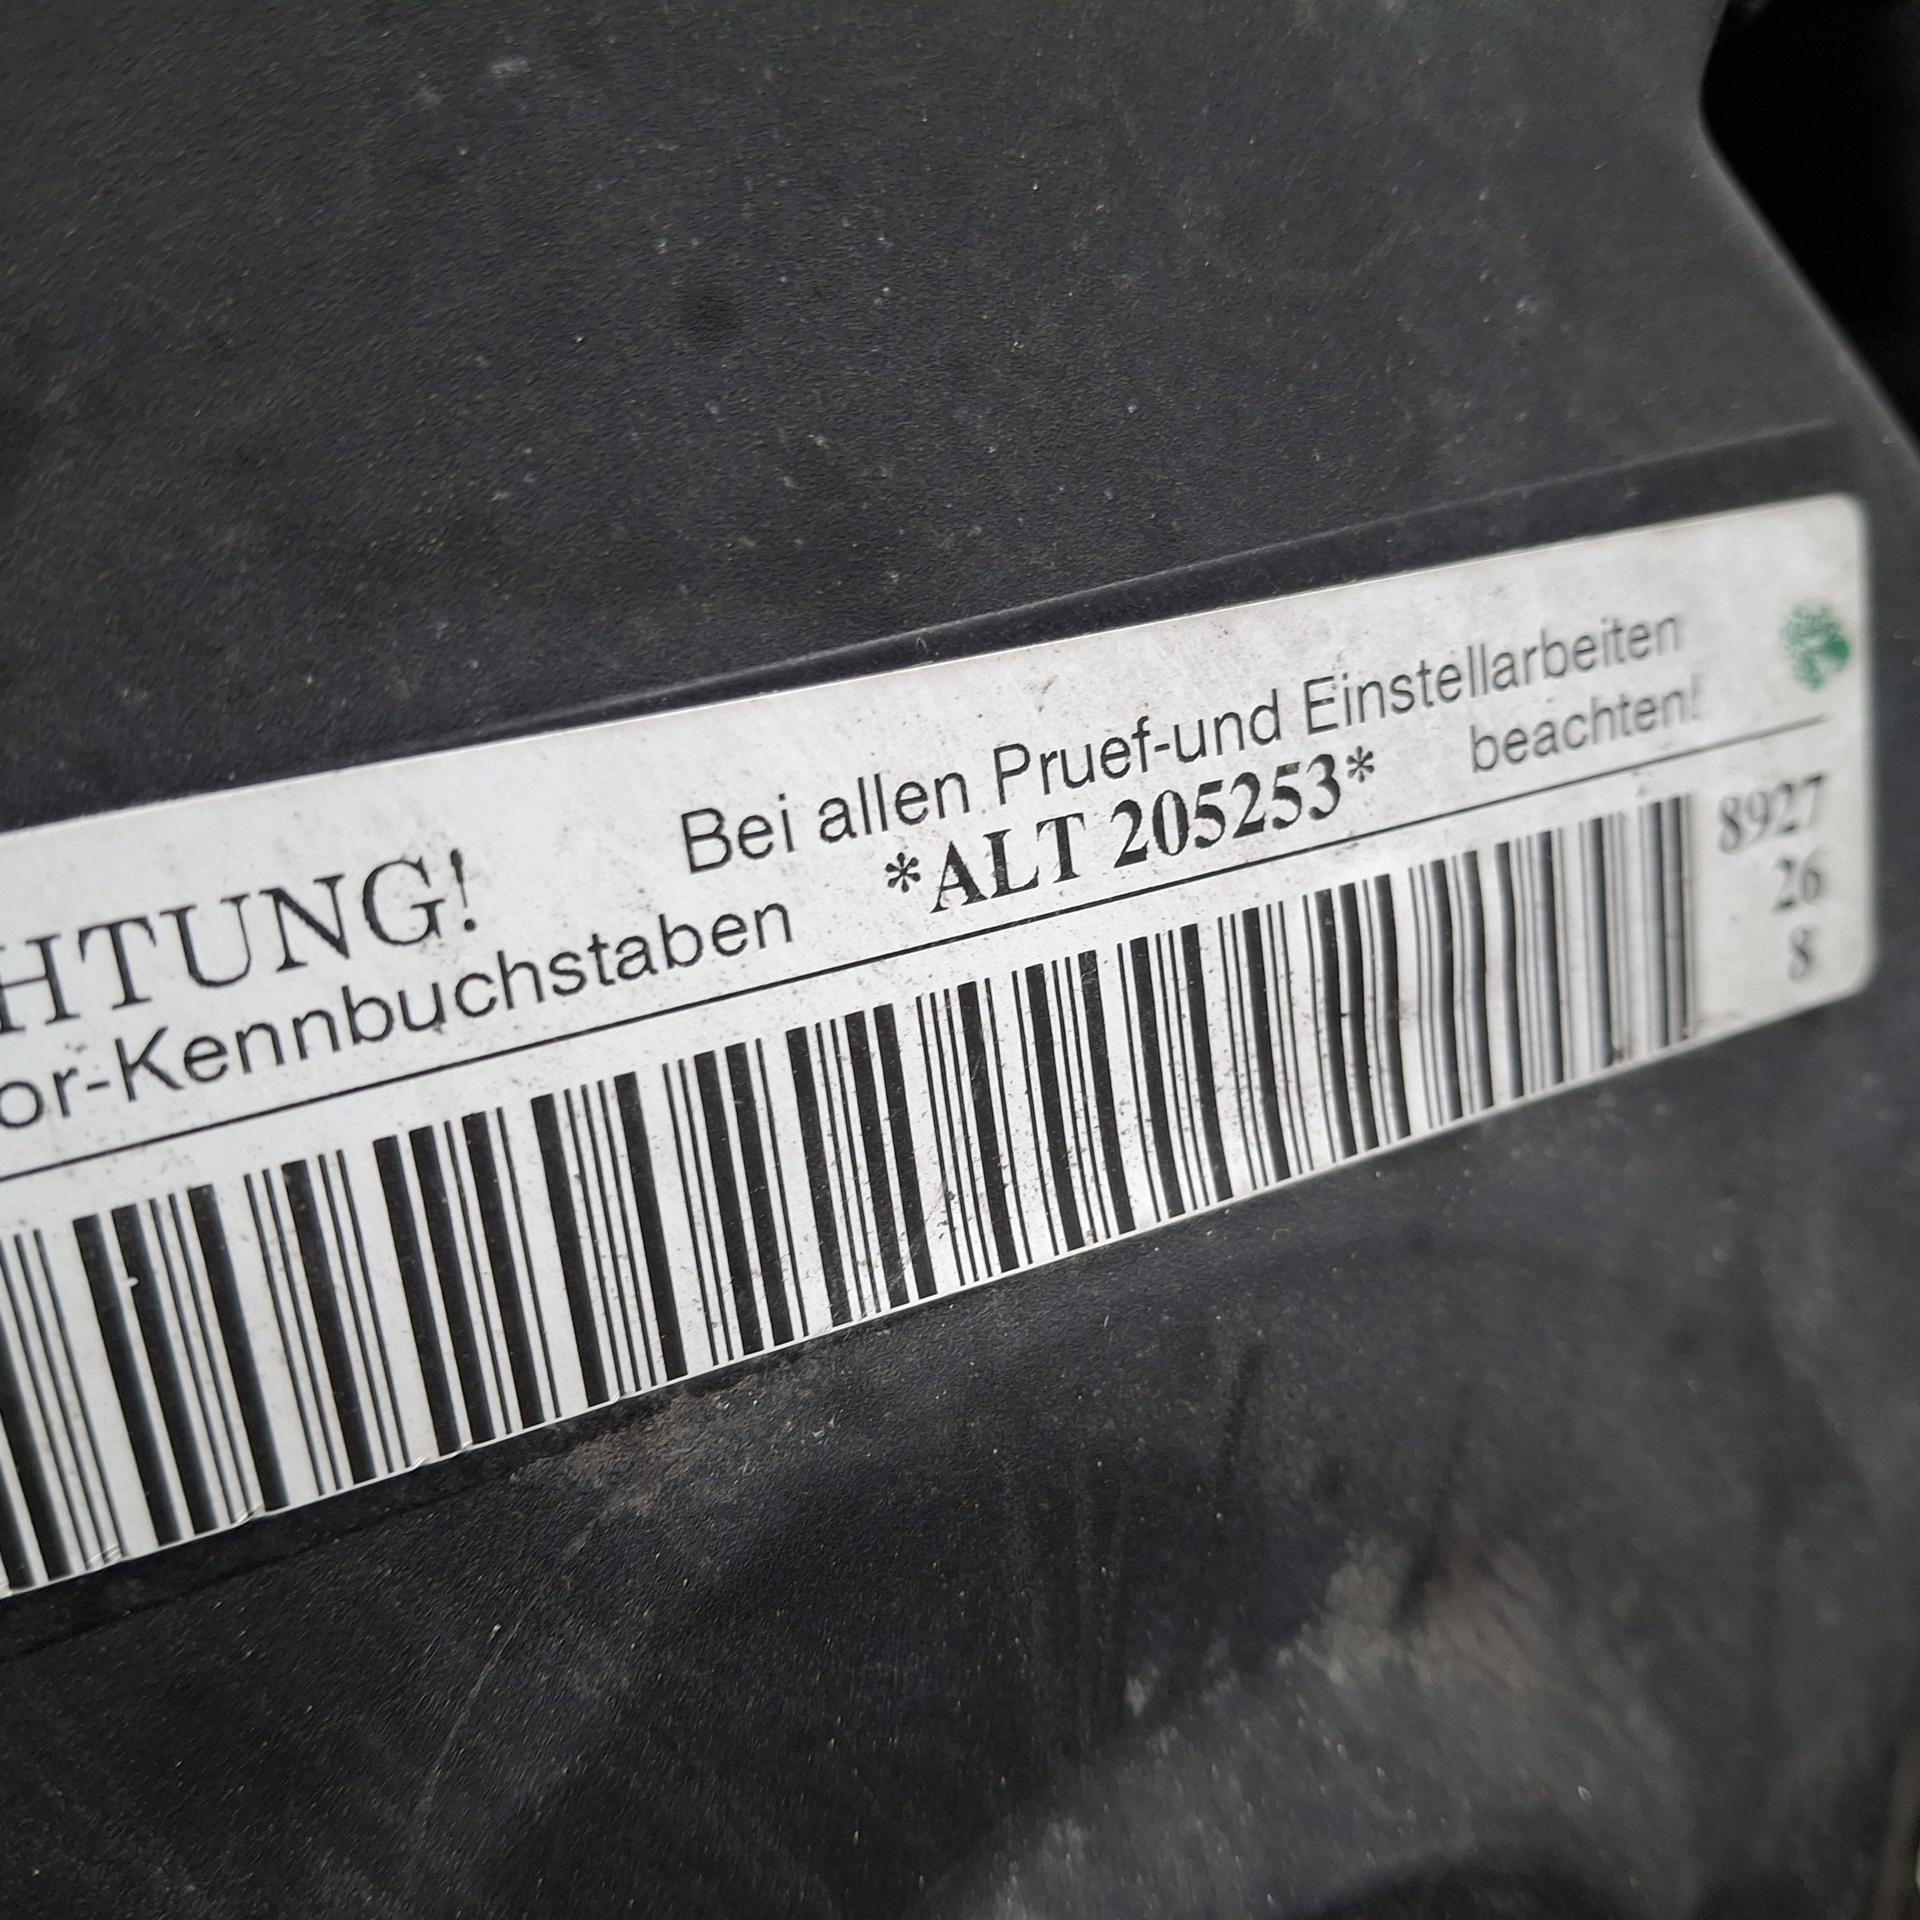 HTUNG! Bei allen Pruef-und Einstellarbeiten
or-Kennbuchstaben *ALT 205253* beachten!
8927
26
8